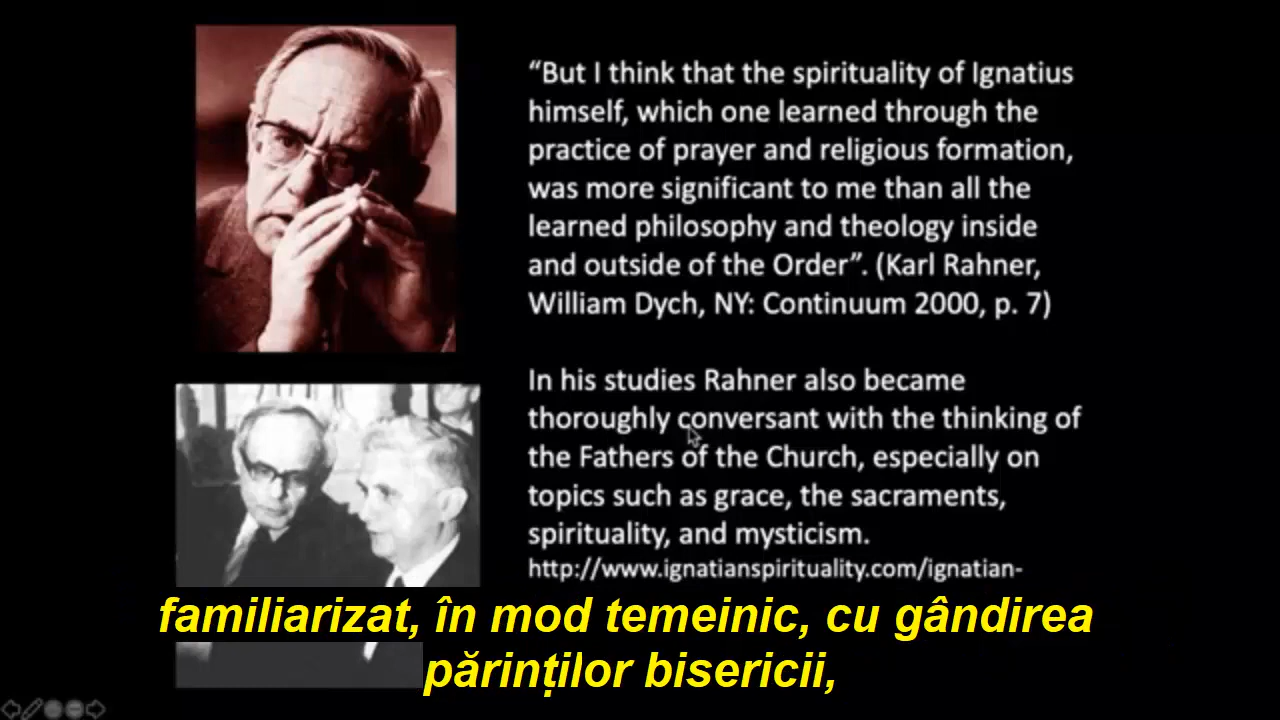 “But I think that the spirituality of Ignatius
himself, which one learned through the
practice of prayer and religious formation,
was more significant to me than all the
learned philosophy and theology inside
and outside of the Order”. (Karl Rahner,
William Dych, NY: Continuum 2000, p. 7)
In his studies Rahner also became
thoroughly conversant with the thinking of
the Fathers of the Church, especially on
topics such as grace, the sacraments,
spirituality, and mysticism.
http://www.ignatianspirituality.com/ignatian-
familiarizat, în mod temeinic, cu gândirea
părinților bisericii,